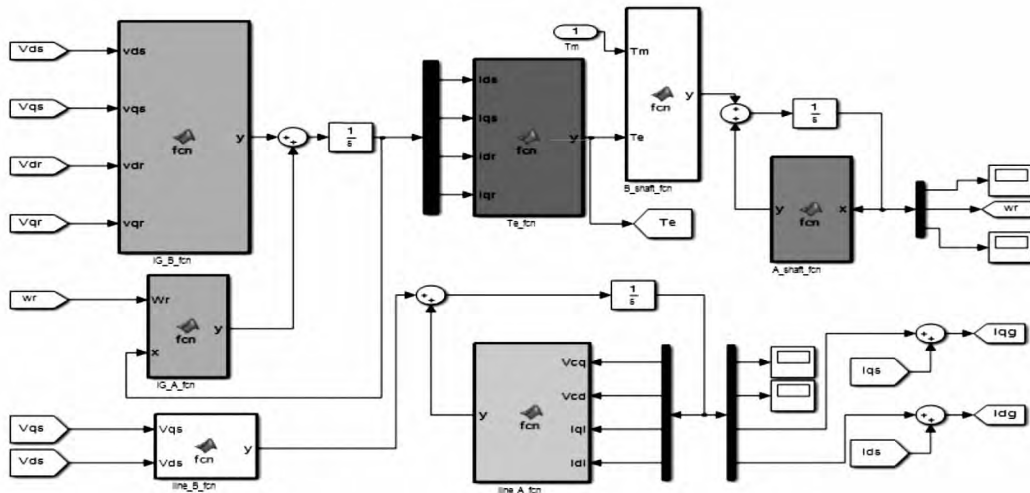 Vds
vds
Vqs
vqs
Vdr
vdr
Vqr
vqr
fcn
y
IG_B_fcn
wr
Wr
x
fcn
y
IG_A_fcn
1
s
Ids
Iqs
Idr
Iqr
fcn
y
Te_fcn
1
Tm
Tm
Te
fcn
y
B_shaft_fcn
Te
1
s
y
fcn
x
A_shaft_fcn
wr
Vqs
Vds
Vqs
Vds
fcn
y
line_B_fcn
1
s
y
fcn
Vcq
Vcd
Iql
Idl
line_A_fcn
Iqs
Iqg
Ids
Idg